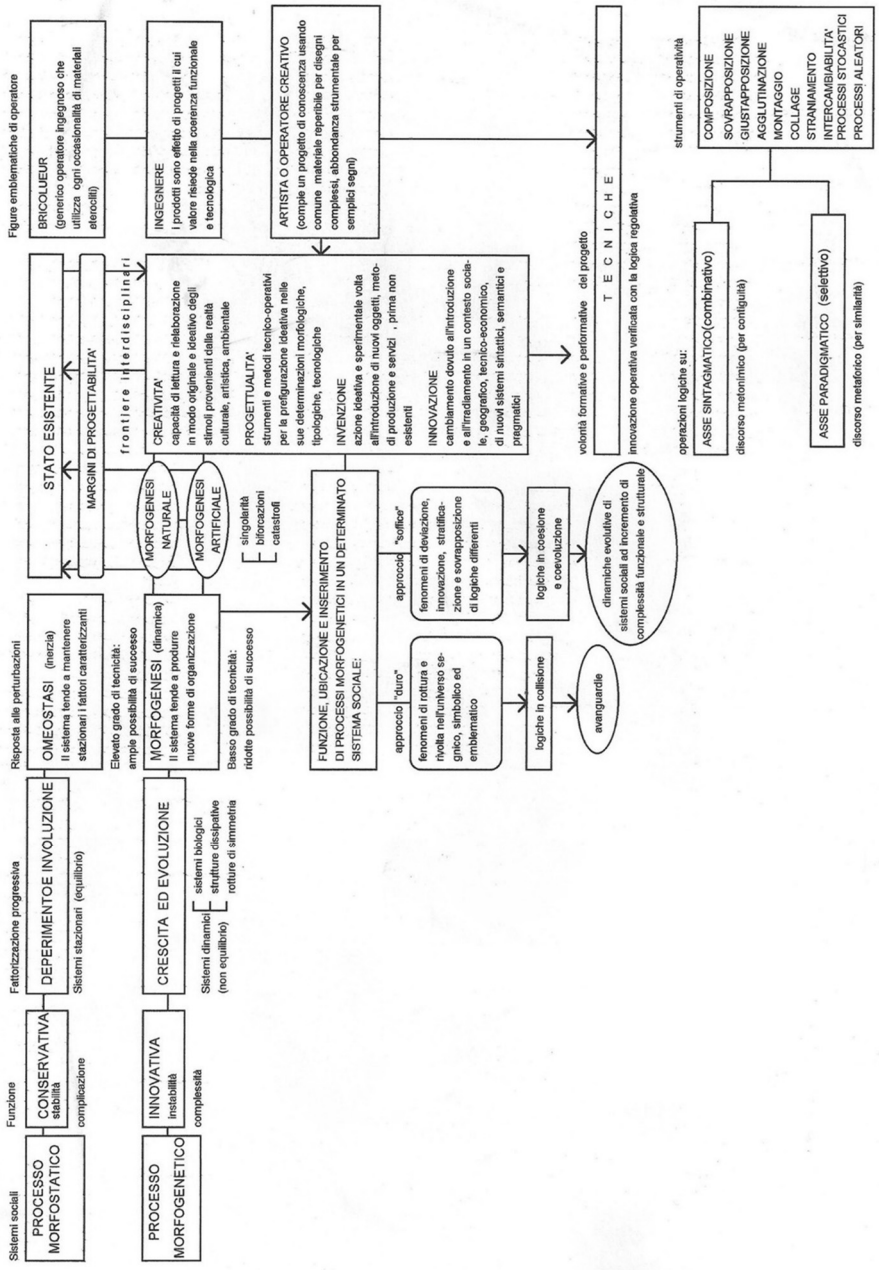 Sistemi sociali
PROCESSO
MORFOSTATICO
PROCESSO
MORFOGENETICO
Funzione
CONSERVATIVA
stabilità
complicazione
INNOVATIVA
instabilità
complessità
Fattorizzazione progressiva
DEPERIMENTOE INVOLUZIONE
Sistemi stazionari (equilibrio)
CRESCITA ED EVOLUZIONE
Sistemi dinamici
(non equilibrio)
sistemi biologici
strutture dissipative
rotture di simmetria
Risposta alle perturbazioni
OMEOSTASI (inerzia)
Il sistema tende a mantenere
stazionari i fattori caratterizzanti
Elevato grado di tecnicità:
ample possibilità di successo
MORFOGENESI (dinamica)
Il sistema tende a produrre
nuove forme di organizzazione
Basso grado di tecnicità:
ridotte possibilità di successo
STATO ESISTENTE
MARGINI DI PROGETTABILITA'
frontiere interdisciplinari
MORFOGENESI
NATURALE
MORFOGENESI
ARTIFICIALE
singolarità
biforcazioni
catastrofi
CREATIVITA'
capacità di lettura e rielaborazione
in modo originale e ideativo degli
stimoli provenienti dalla realtà
culturale, artistica, ambientale
PROGETTUALITA'
strumenti e metodi tecnico-operativi
per la prefigurazione ideativa nelle
sue determinazioni morfologiche,
tipologiche, tecnologiche
INVENZIONE
azione ideativa e sperimentale volta
all'introduzione di nuovi oggetti, meto-
di produzione e servizi , prima non
esistenti
INNOVAZIONE
cambiamento dovuto all'introduzione
e all'irradiamento in un contesto socia-
le, geografico, tecnico-economico,
di nuovi sistemi sintattici, semantici e
pragmatici
Figure emblematiche di operatore
BRICOLUEUR
(generico operatore ingegnoso che
utilizza ogni occasionalità di materiali
eterocliti)
INGEGNERE
i prodotti sono effetto di progetti il cui
valore risiede nella coerenza funzionale
e tecnologica
ARTISTA O OPERATORE CREATIVO
(compie un progetto di conoscenza usando
comune materiale reperibile per disegni
complessi, abbondanza strumentale per
semplici segni)
FUNZIONE, UBICAZIONE E INSERIMENTO
DI PROCESSI MORFOGENETICI IN UN DETERMINATO
SISTEMA SOCIALE:
approccio "duro"
fenomeni di rottura e
rivolta nell'universo se-
gnico, simbolico ed
emblematico
logiche in collisione
avanguardie
approccio "soffice"
fenomeni di deviazione,
innovazione, stratifica-
zione e sovrapposizione
di logiche differenti
logiche in coesione
e coevoluzione
dinamiche evolutive di
sistemi sociali ad incremento di
complessità funzionale e strutturale
volontà formative e performative del progetto
TECNICHE
innovazione operativa verificata con la logica regolativa
operazioni logiche su:
ASSE SINTAGMATICO(combinativo)
discorso metonimico (per contiguità)
ASSE PARADIGMATICO (selettivo)
discorso metaforico (per similarità)
strumenti di operatività
COMPOSIZIONE
SOVRAPPOSIZIONE
GIUSTAPPOSIZIONE
AGGLUTINAZIONE
MONTAGGIO
COLLAGE
STRANIAMENTO
INTERCAMBIABILITA'
PROCESSI STOCASTICI
PROCESSI ALEATORI